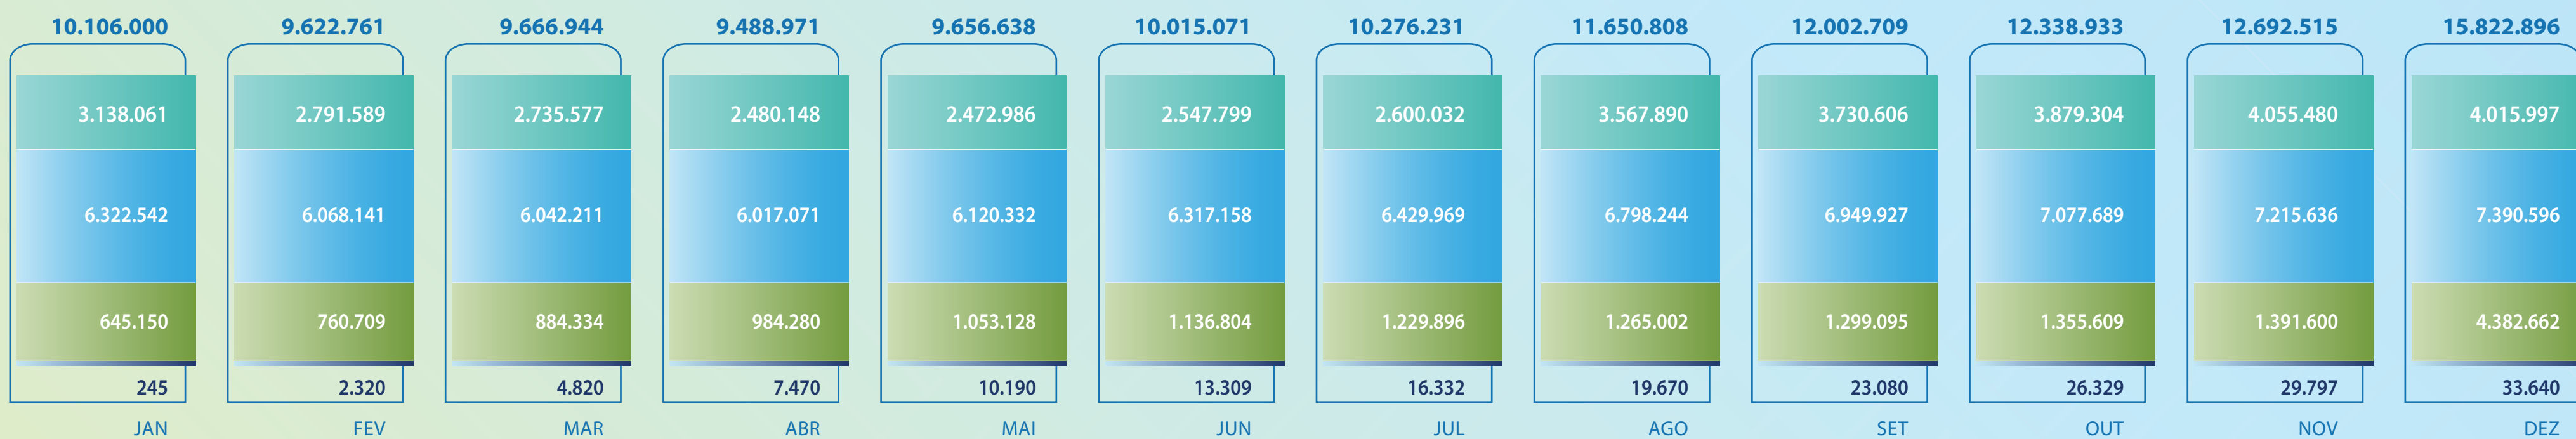 10.106.000 9.622.761 9.666.944 9.488.971 9.656.638 10.015.071 10.276.231 11.650.808 12.002.709 12.338.933 12.692.515 15.822.896
3.138.061 2.791.589 2.735.577 2.480.148 2.472.986 2.547.799 2.600.032 3.567.890 3.730.606 3.879.304 4.055.480 4.015.997
6.322.542 6.068.141 6.042.211 6.017.071 6.120.332 6.317.158 6.429.969 6.798.244 6.949.927 7.077.689 7.215.636 7.390.596
645.150 760.709 884.334 984.280 1.053.128 1.136.804 1.229.896 1.265.002 1.299.095 1.355.609 1.391.600 4.382.662
245 2.320 4.820 7.470 10.190 13.309 16.332 19.670 23.080 26.329 29.797 33.640
JAN FEV MAR ABR MAI JUN JUL AGO SET OUT NOV DEZ